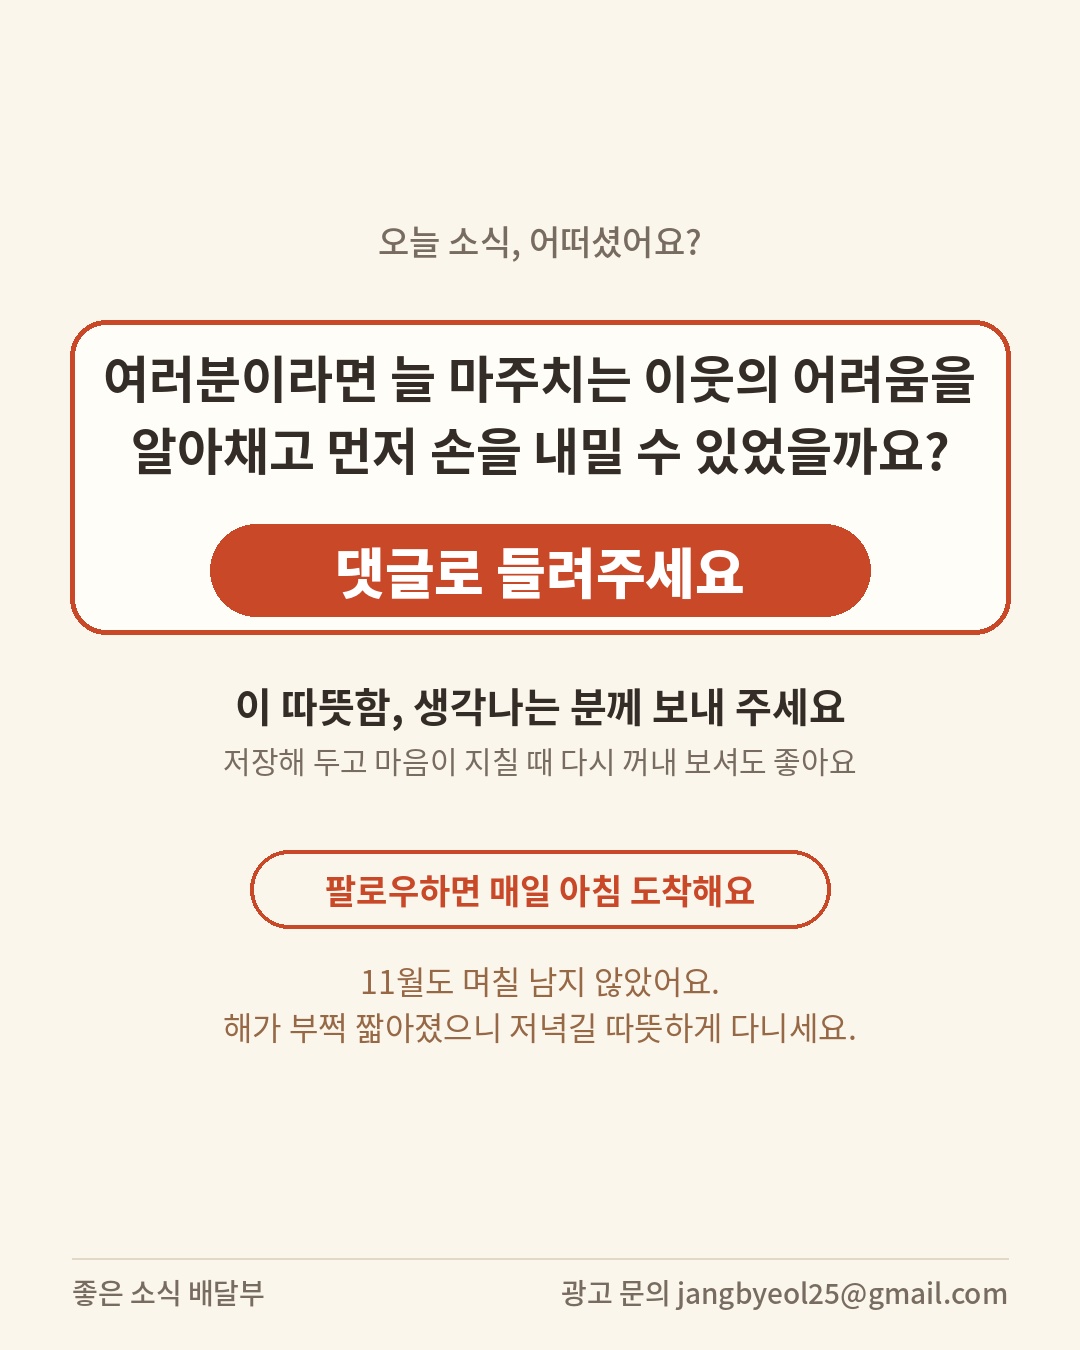 오늘 소식, 어떠셨어요?
여러분이라면 늘 마주치는 이웃의 어려움을
알아채고 먼저 손을 내밀 수 있었을까요?
댓글로 들려주세요
이 따뜻함, 생각나는 분께 보내 주세요
저장해 두고 마음이 지칠 때 다시 꺼내 보셔도 좋아요
팔로우하면 매일 아침 도착해요
11월도 며칠 남지 않았어요.
해가 부쩍 짧아졌으니 저녁길 따뜻하게 다니세요.
좋은 소식 배달부
광고 문의 jangbyeol25@gmail.com